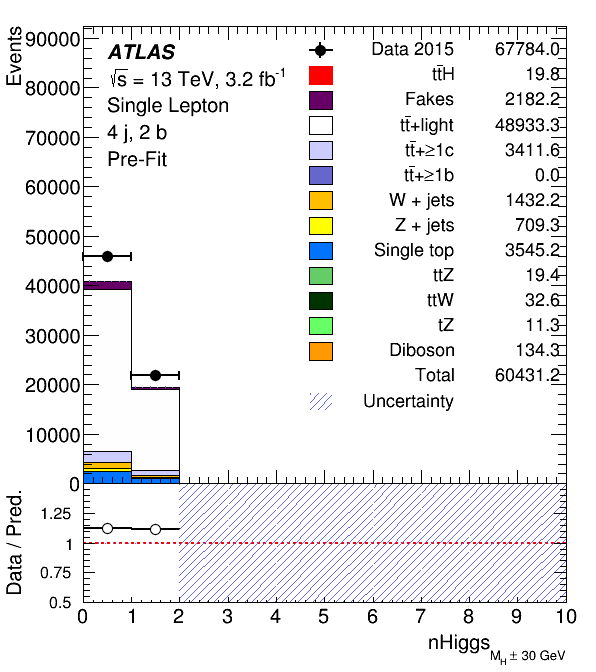 Events
90000
80000
70000
60000
50000
40000
30000
20000
10000
0
ATLAS
√s = 13 TeV, 3.2 fb⁻¹
Single Lepton
4 j, 2 b
Pre-Fit
Data 2015 67784.0
tt̄H 19.8
Fakes 2182.2
tt̄+light 48933.3
tt̄+≥1c 3411.6
tt̄+≥1b 0.0
W + jets 1432.2
Z + jets 709.3
Single top 3545.2
ttZ 19.4
ttW 32.6
tZ 11.3
Diboson 134.3
Total 60431.2
Uncertainty
Data / Pred.
1.25
1
0.75
0.5
0 1 2 3 4 5 6 7 8 9 10
nHiggs M_H ± 30 GeV